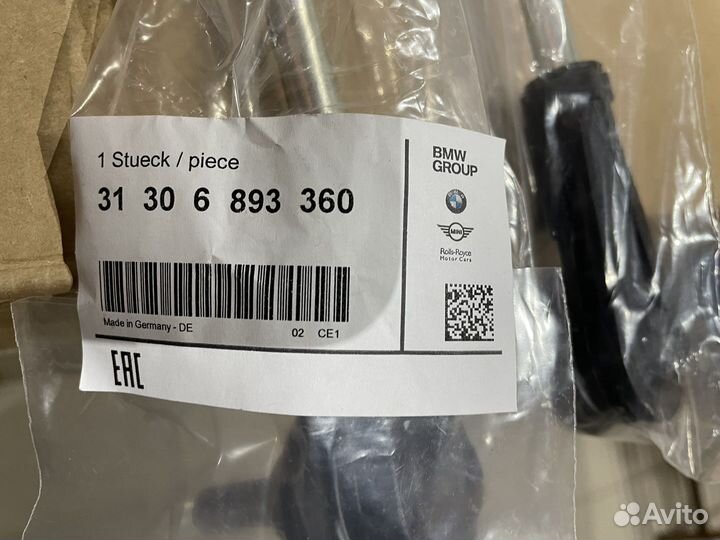 1 Stueck / piece
31 30 6 893 360
Made in Germany - DE 02 CE1
EAC
BMW
GROUP
MINI
Rolls-Royce
Motor Cars
Avito